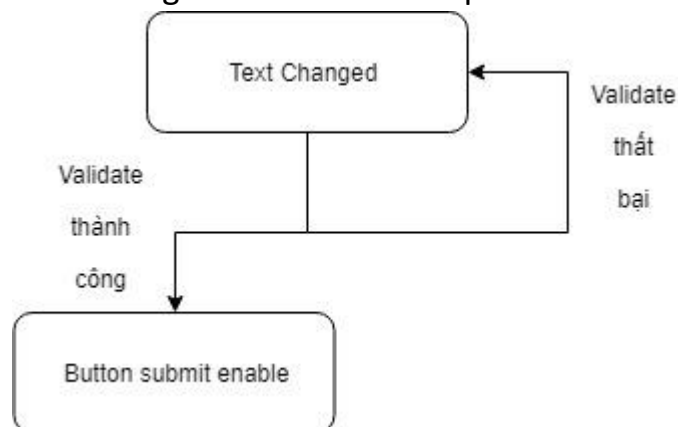 Text Changed
Validate
thất
bại
Validate
thành
công
Button submit enable